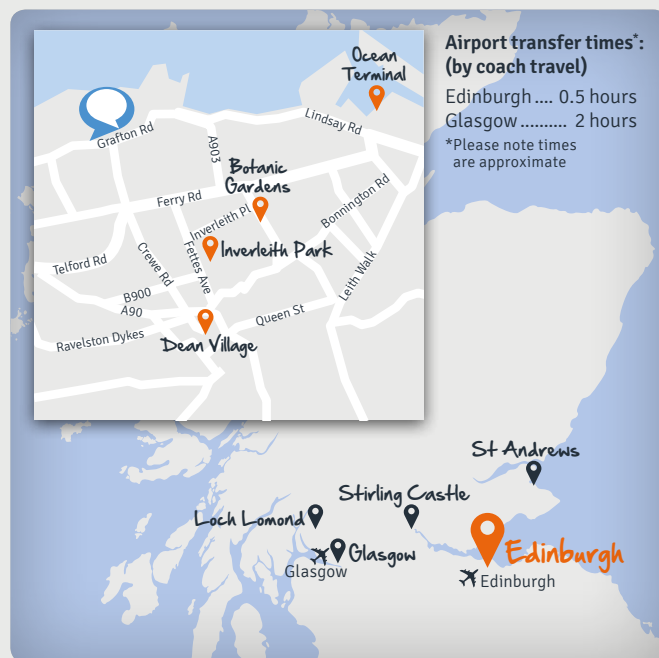 Airport transfer times*:
(by coach travel)
Edinburgh .... 0.5 hours
Glasgow .......... 2 hours
*Please note times
are approximate
Ocean
Terminal
Grafton Rd
A903
Lindsay Rd
Botanic
Gardens
Ferry Rd
Inverleith Pl
Bonnington Rd
Inverleith Park
Telford Rd
Crewe Rd
Fettes Ave
Leith Walk
B900
A90
Queen St
Ravelston Dykes
Dean Village
St Andrews
Stirling Castle
Loch Lomond
Glasgow
Glasgow
Edinburgh
Edinburgh